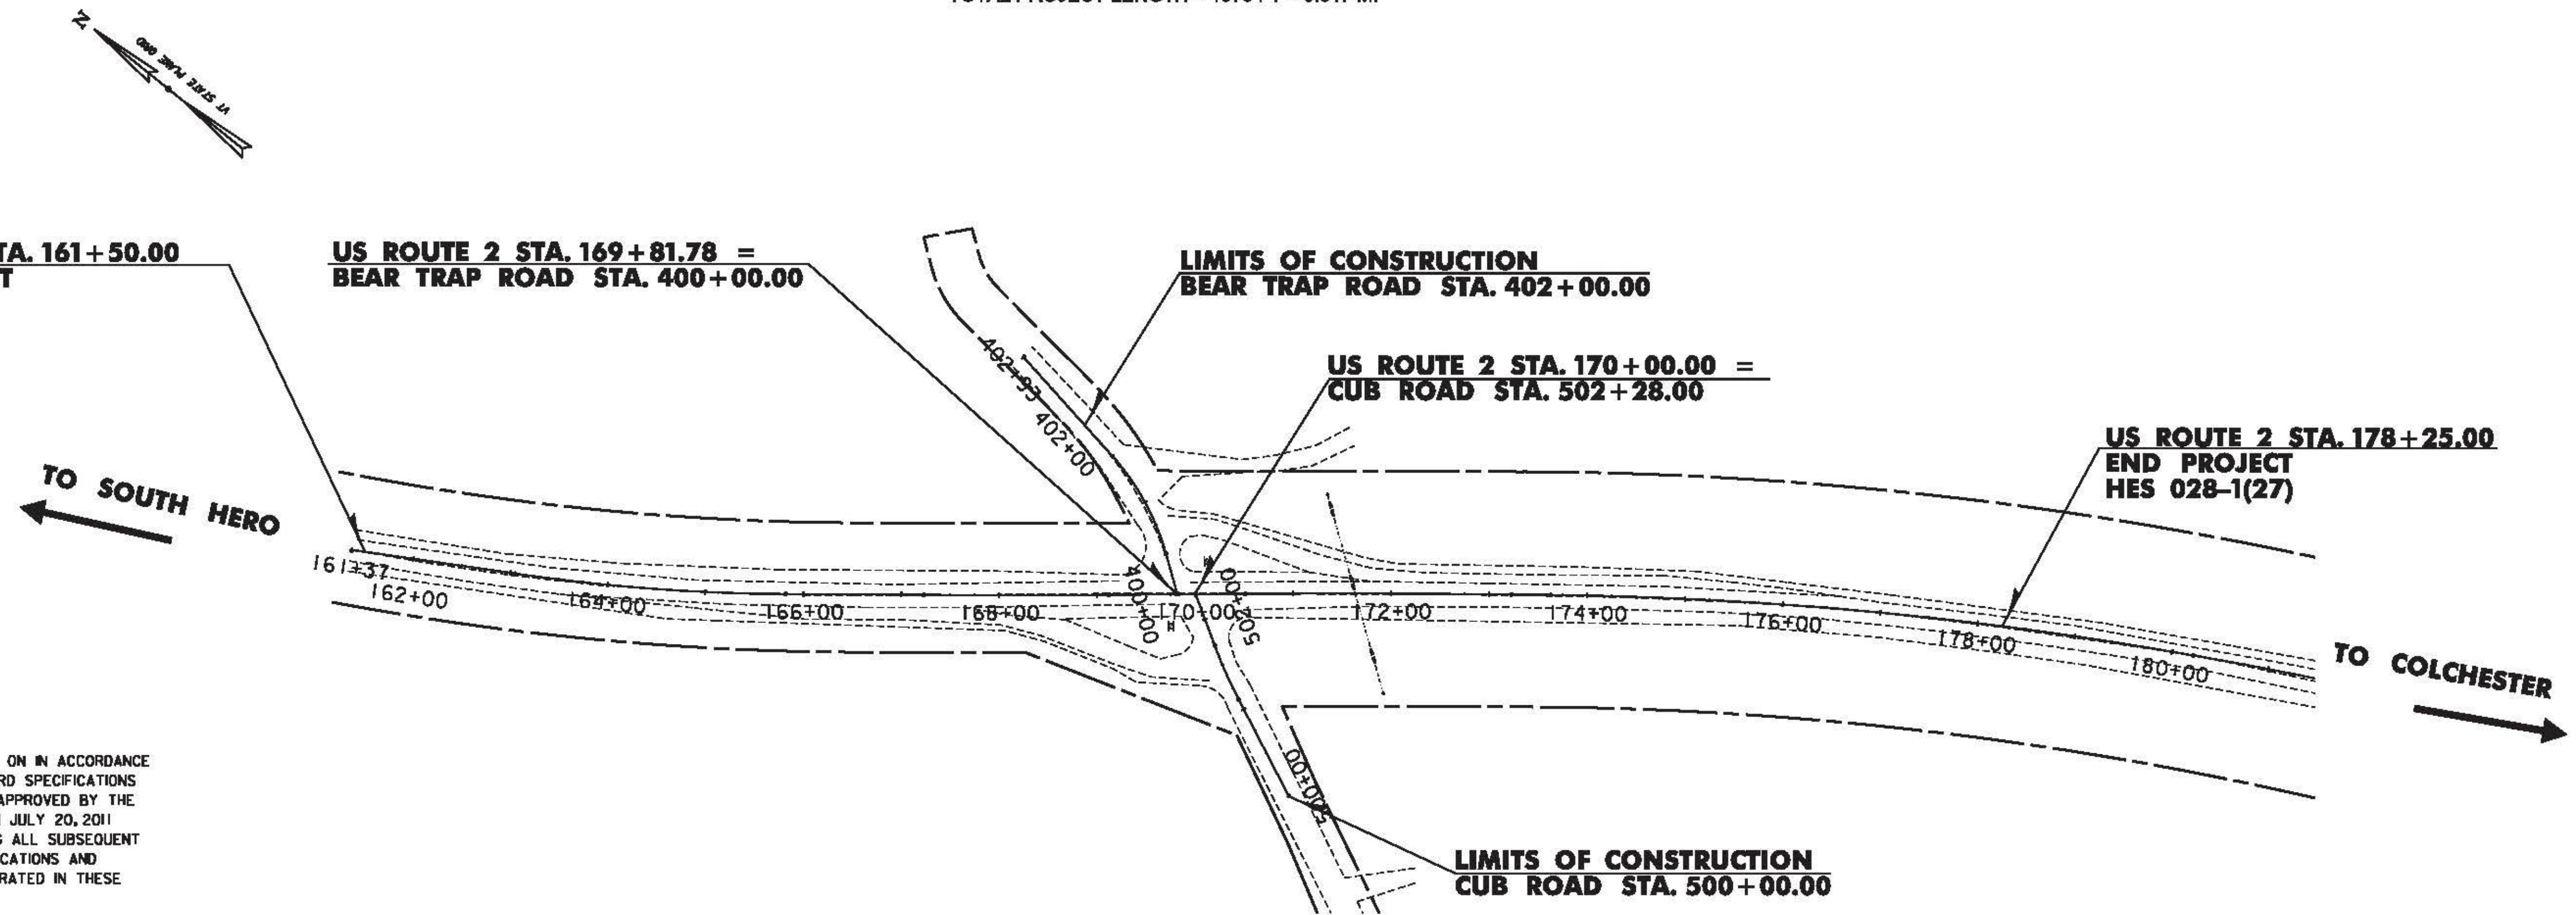 N
VT STATE PLANE GRID
TA. 161+50.00
T
US ROUTE 2 STA. 169+81.78 =
BEAR TRAP ROAD STA. 400+00.00
LIMITS OF CONSTRUCTION
BEAR TRAP ROAD STA. 402+00.00
US ROUTE 2 STA. 170+00.00 =
CUB ROAD STA. 502+28.00
US ROUTE 2 STA. 178+25.00
END PROJECT
HES 028-1(27)
TO SOUTH HERO
402+93
402+00
400+00
161+37
162+00
164+00
166+00
168+00
170+00
172+00
174+00
176+00
178+00
180+00
502+00
500+00
TO COLCHESTER
LIMITS OF CONSTRUCTION
CUB ROAD STA. 500+00.00
ON IN ACCORDANCE
RD SPECIFICATIONS
APPROVED BY THE
JULY 20, 2011
ALL SUBSEQUENT
CATIONS AND
RATED IN THESE